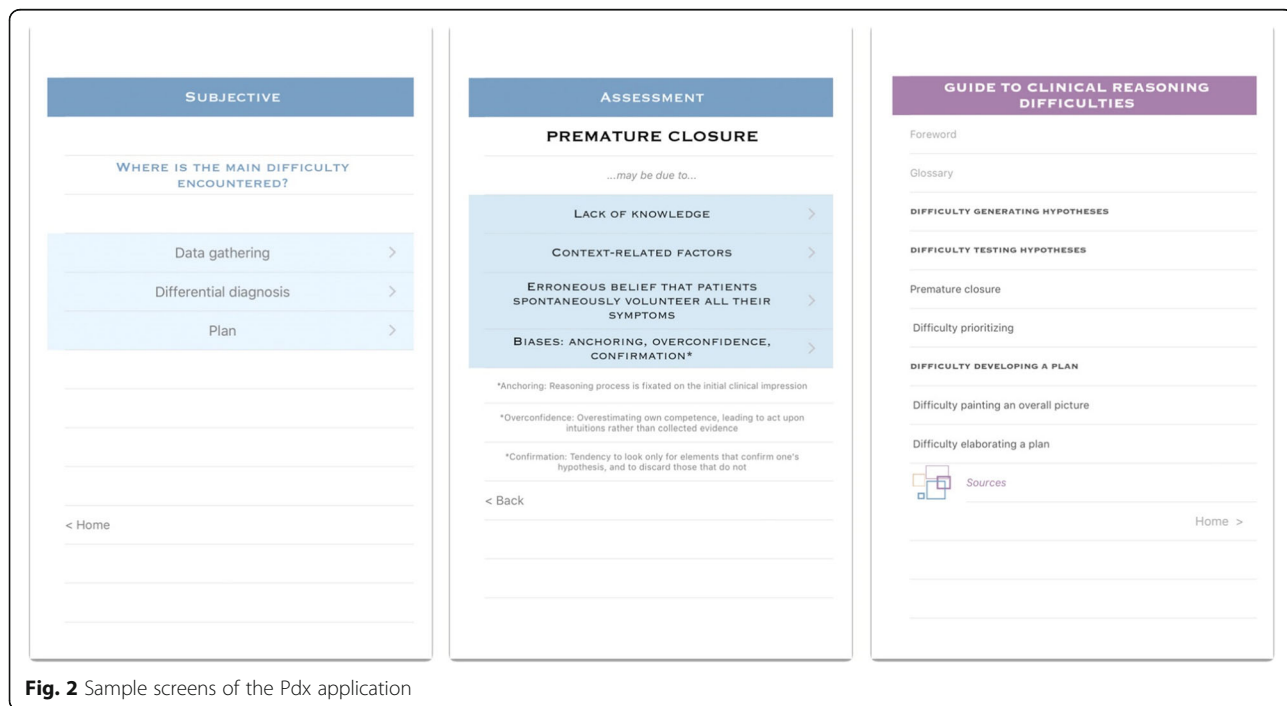 SUBJECTIVE
WHERE IS THE MAIN DIFFICULTY
ENCOUNTERED?
Data gathering >
Differential diagnosis >
Plan >
< Home
ASSESSMENT
PREMATURE CLOSURE
...may be due to...
LACK OF KNOWLEDGE >
CONTEXT-RELATED FACTORS >
ERRONEOUS BELIEF THAT PATIENTS
SPONTANEOUSLY VOLUNTEER ALL THEIR >
SYMPTOMS
BIASES: ANCHORING, OVERCONFIDENCE, >
CONFIRMATION*
*Anchoring: Reasoning process is fixated on the initial clinical impression
*Overconfidence: Overestimating own competence, leading to act upon
intuitions rather than collected evidence
*Confirmation: Tendency to look only for elements that confirm one's
hypothesis, and to discard those that do not
< Back
GUIDE TO CLINICAL REASONING
DIFFICULTIES
Foreword
Glossary
DIFFICULTY GENERATING HYPOTHESES
DIFFICULTY TESTING HYPOTHESES
Premature closure
Difficulty prioritizing
DIFFICULTY DEVELOPING A PLAN
Difficulty painting an overall picture
Difficulty elaborating a plan
Sources
Home >
Fig. 2 Sample screens of the Pdx application